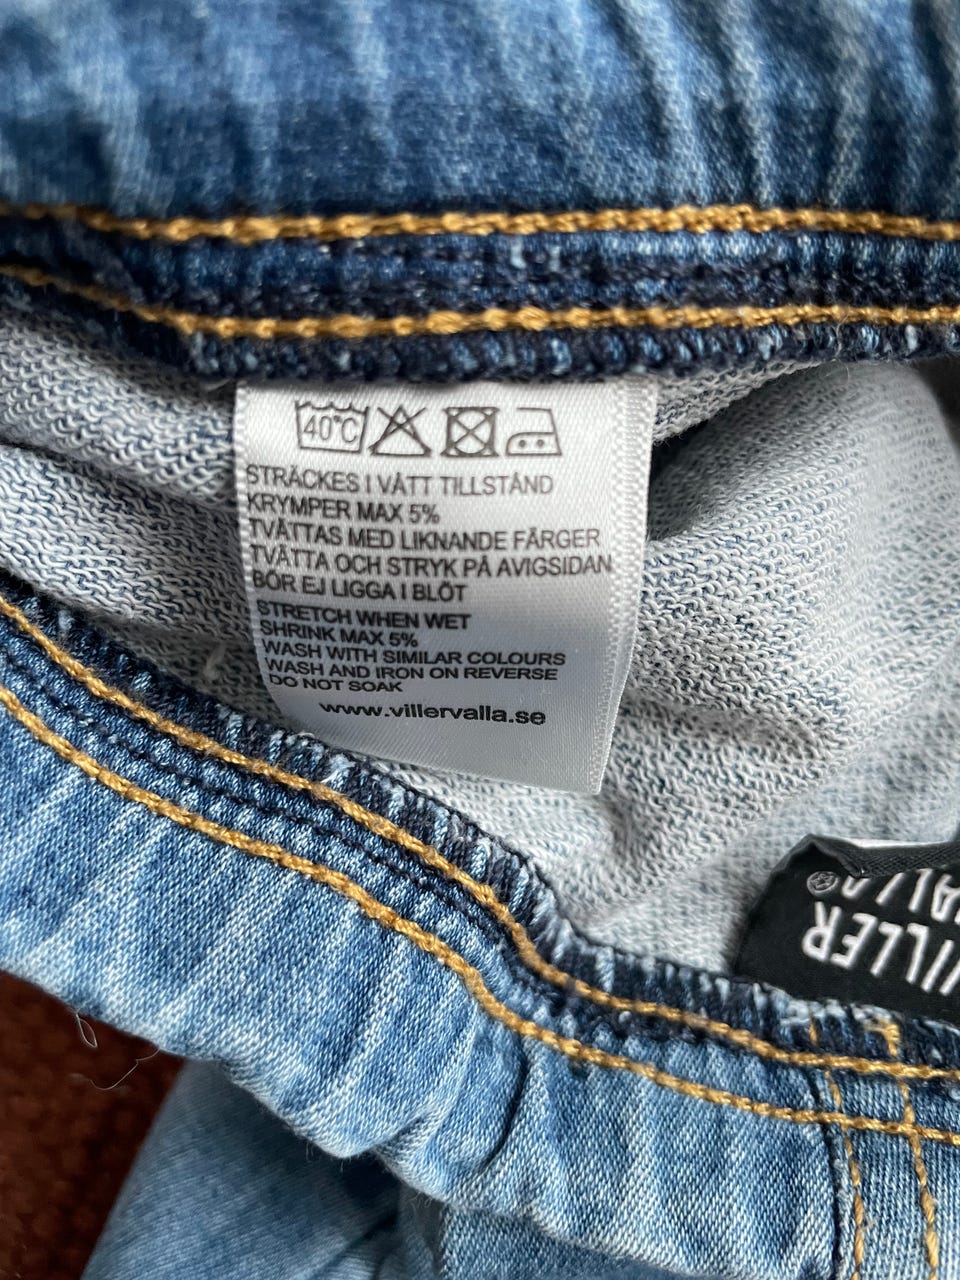 40°C
STRÄCKES I VÅTT TILLSTÅND
KRYMPER MAX 5%
TVÄTTAS MED LIKNANDE FÄRGER
TVÄTTA OCH STRYK PÅ AVIGSIDAN
BÖR EJ LIGGA I BLÖT
STRETCH WHEN WET
SHRINK MAX 5%
WASH WITH SIMILAR COLOURS
WASH AND IRON ON REVERSE
DO NOT SOAK
www.villervalla.se
VILLER
VALLA®